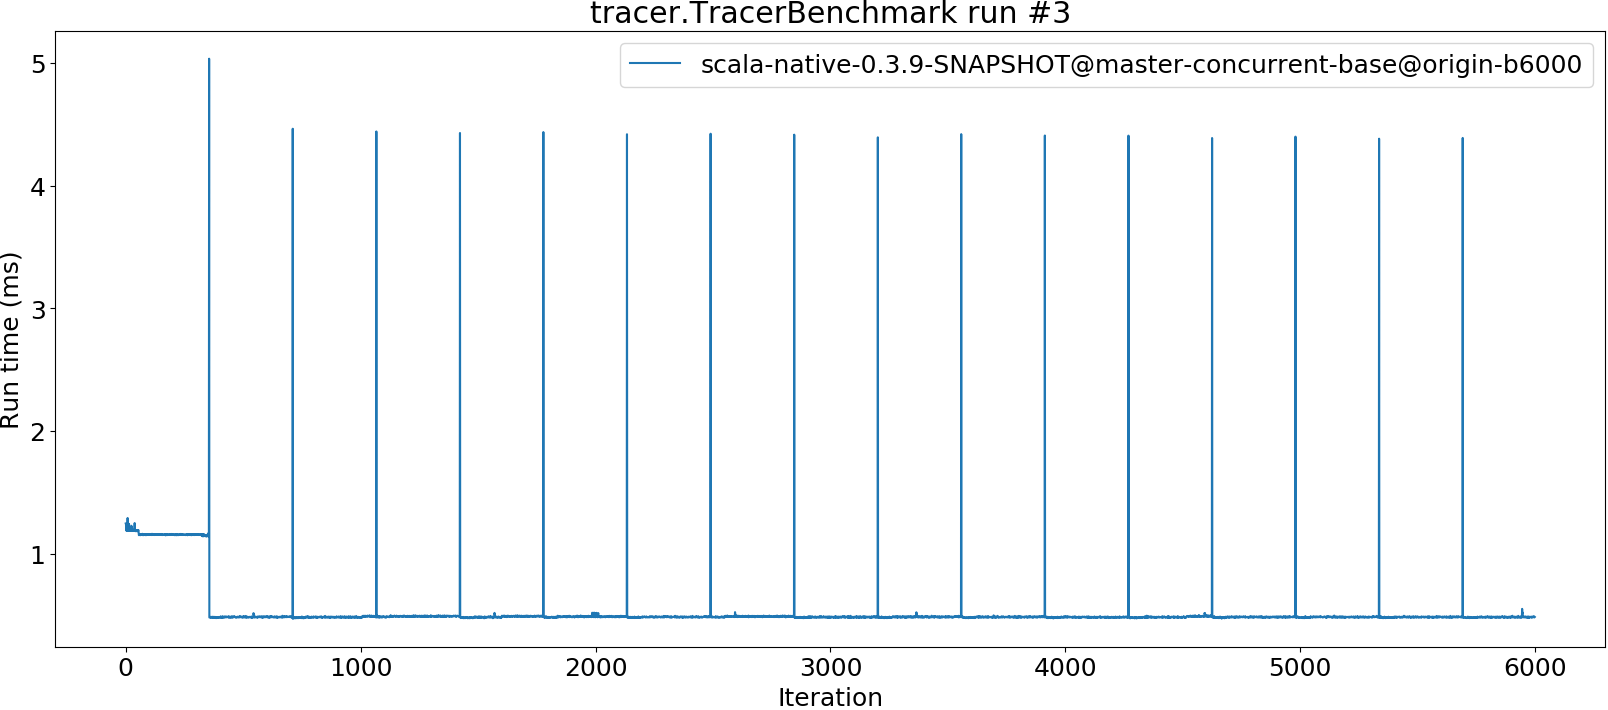 tracer.TracerBenchmark run #3
scala-native-0.3.9-SNAPSHOT@master-concurrent-base@origin-b6000
Run time (ms)
5
4
3
2
1
0 1000 2000 3000 4000 5000 6000
Iteration